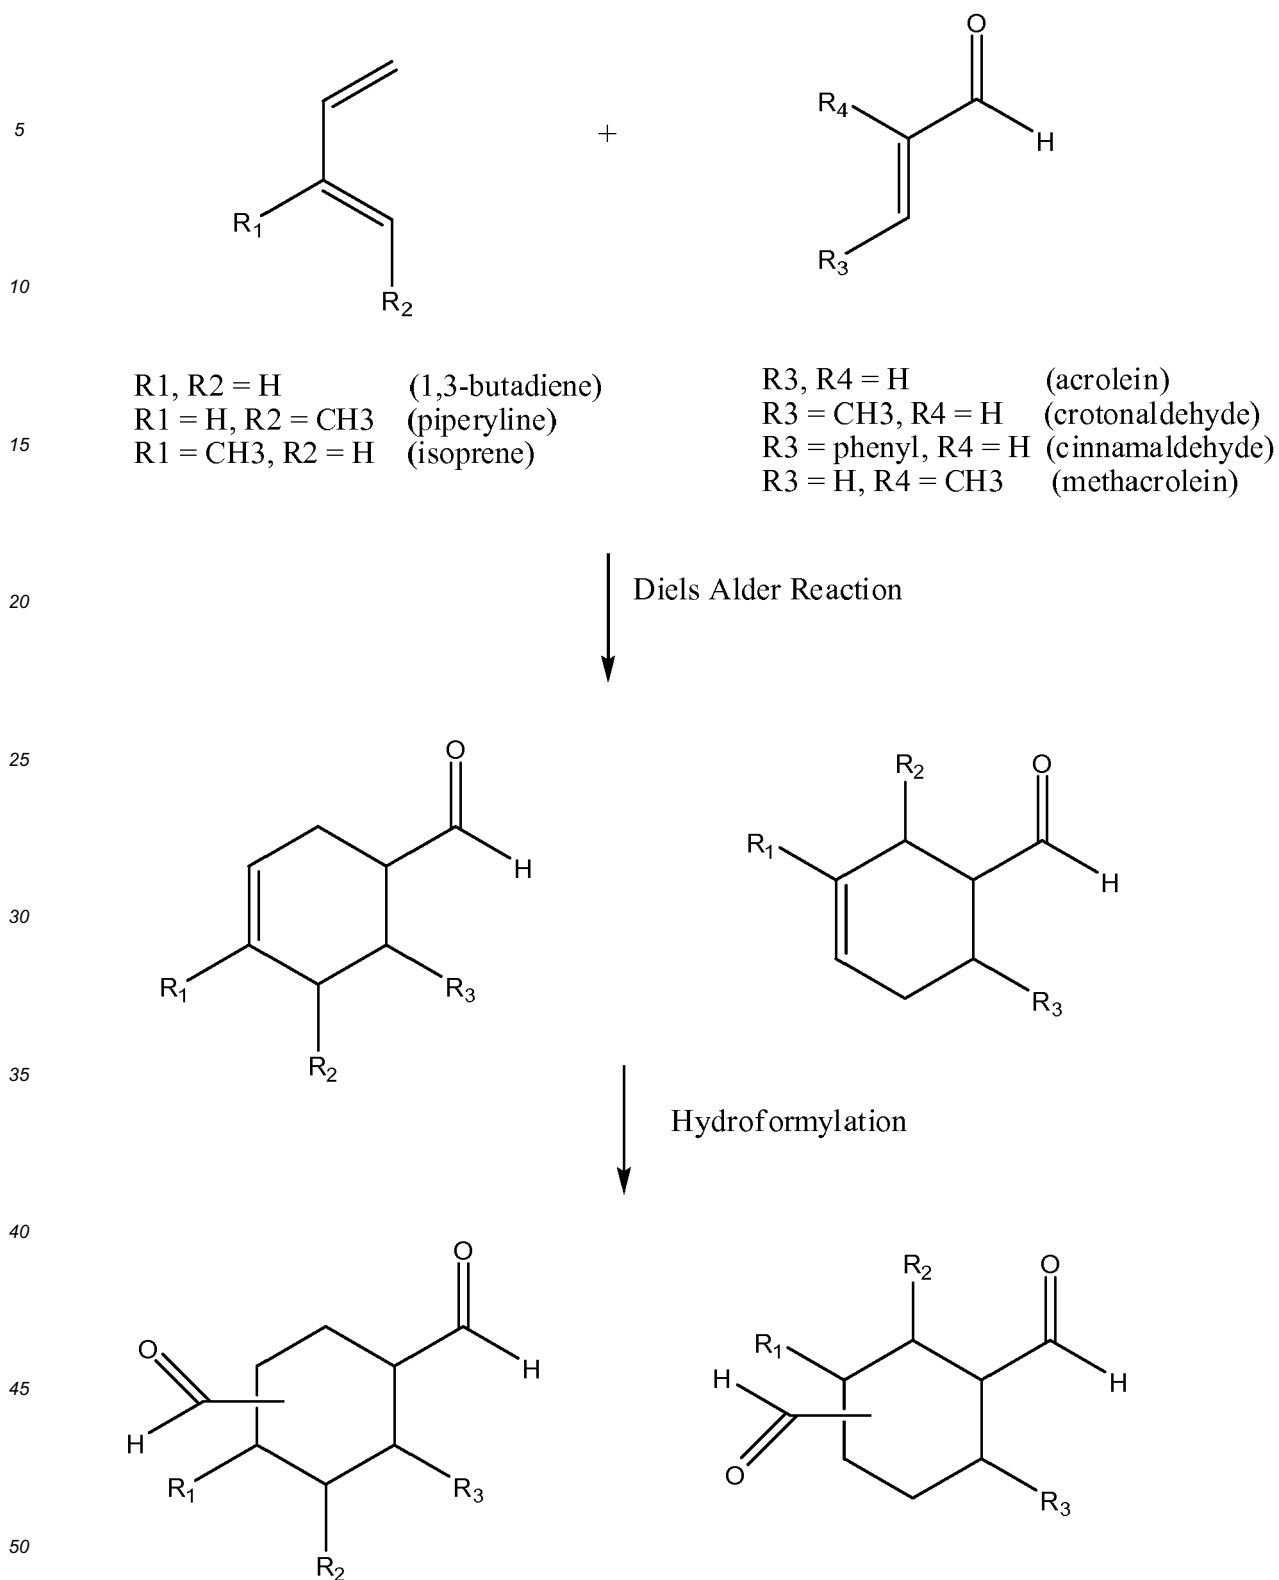 O
R4
5
+
H
R1
R3
10
R2
R1, R2 = H (1,3-butadiene)
R1 = H, R2 = CH3 (piperyline)
R1 = CH3, R2 = H (isoprene)
R3, R4 = H (acrolein)
R3 = CH3, R4 = H (crotonaldehyde)
R3 = phenyl, R4 = H (cinnamaldehyde)
R3 = H, R4 = CH3 (methacrolein)
15
20
Diels Alder Reaction
25
O
H
R1
R3
R2
R2
O
R1
H
R3
30
35
Hydroformylation
40
O
O
H
H
R1
R3
R2
R2
O
R1
H
H
O
R3
45
50